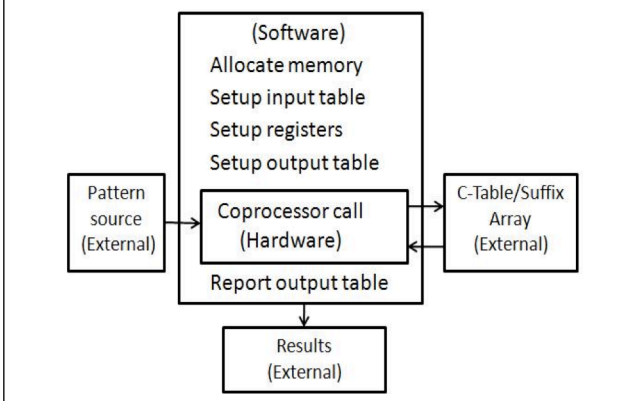 (Software)
Allocate memory
Setup input table
Setup registers
Setup output table
Pattern
source
(External)
Coprocessor call
(Hardware)
C-Table/Suffix
Array
(External)
Report output table
Results
(External)